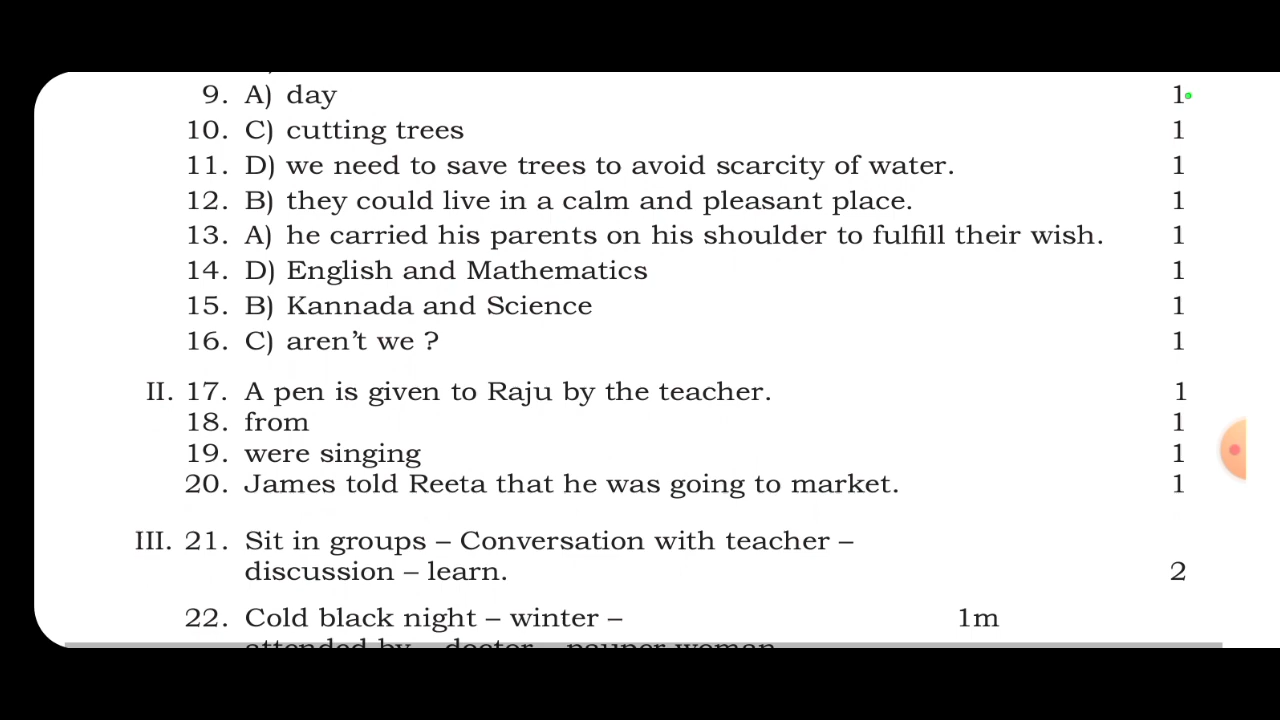 9. A) day 1
10. C) cutting trees 1
11. D) we need to save trees to avoid scarcity of water. 1
12. B) they could live in a calm and pleasant place. 1
13. A) he carried his parents on his shoulder to fulfill their wish. 1
14. D) English and Mathematics 1
15. B) Kannada and Science 1
16. C) aren't we ? 1
II. 17. A pen is given to Raju by the teacher. 1
18. from 1
19. were singing 1
20. James told Reeta that he was going to market. 1
III. 21. Sit in groups – Conversation with teacher –
discussion – learn. 2
22. Cold black night – winter – 1m
attended by – doctor – pauper woman